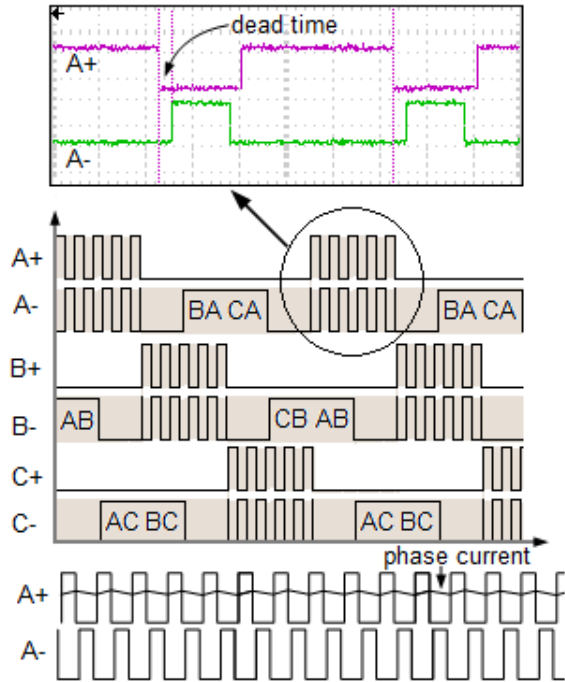 dead time
A+
A-
A+
A-
BA CA
BA CA
B+
B-
AB
CB AB
C+
C-
AC BC
AC BC
phase current
A+
A-